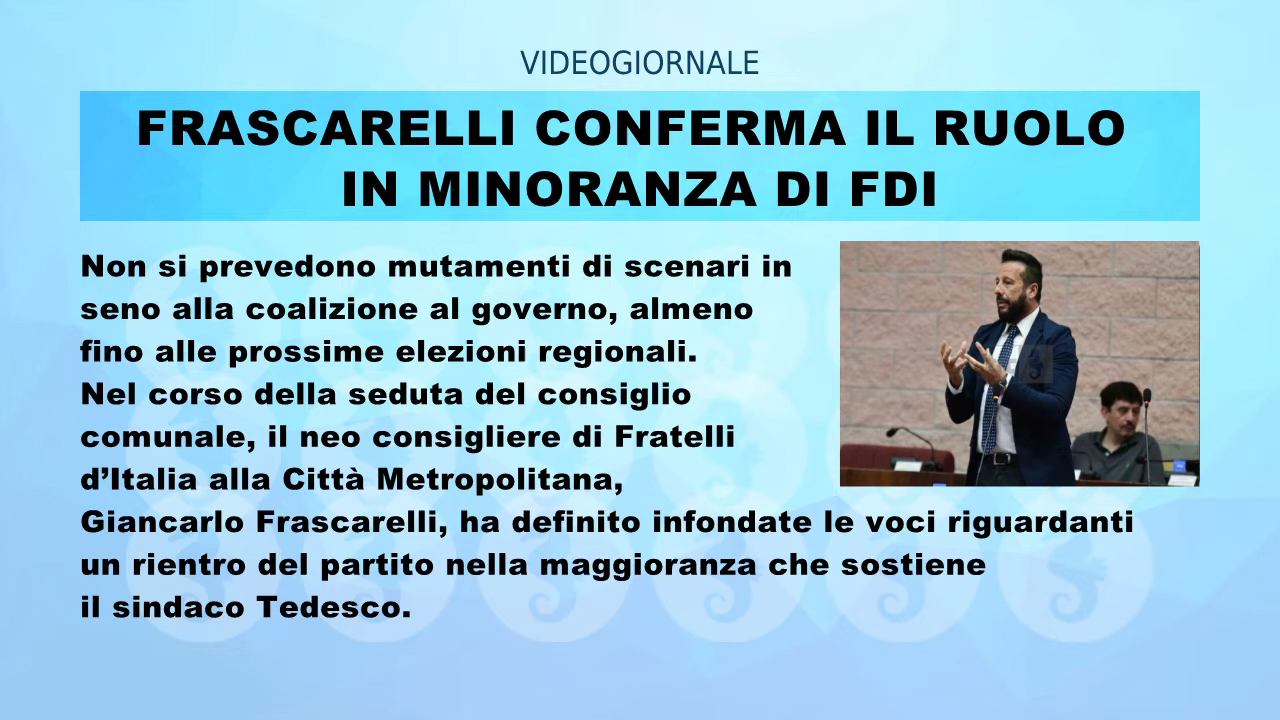 VIDEOGIORNALE
FRASCARELLI CONFERMA IL RUOLO
IN MINORANZA DI FDI
Non si prevedono mutamenti di scenari in
seno alla coalizione al governo, almeno
fino alle prossime elezioni regionali.
Nel corso della seduta del consiglio
comunale, il neo consigliere di Fratelli
d’Italia alla Città Metropolitana,
Giancarlo Frascarelli, ha definito infondate le voci riguardanti
un rientro del partito nella maggioranza che sostiene
il sindaco Tedesco.